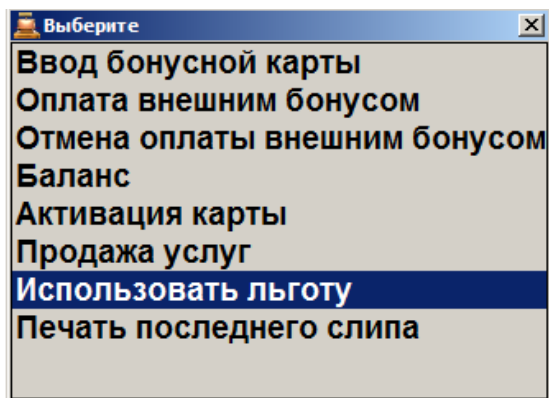 Выберите
Ввод бонусной карты
Оплата внешним бонусом
Отмена оплаты внешним бонусом
Баланс
Активация карты
Продажа услуг
Использовать льготу
Печать последнего слипа